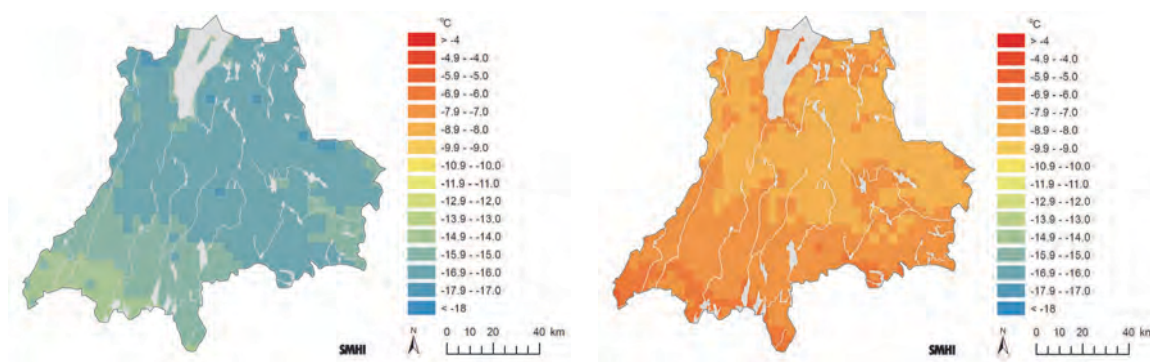 °C
> -4
-4.9 - -4.0
-5.9 - -5.0
-6.9 - -6.0
-7.9 - -7.0
-8.9 - -8.0
-9.9 - -9.0
-10.9 - -10.0
-11.9 - -11.0
-12.9 - -12.0
-13.9 - -13.0
-14.9 - -14.0
-15.9 - -15.0
-16.9 - -16.0
-17.9 - -17.0
< -18
N
0 10 20 40 km
SMHI
°C
> -4
-4.9 - -4.0
-5.9 - -5.0
-6.9 - -6.0
-7.9 - -7.0
-8.9 - -8.0
-9.9 - -9.0
-10.9 - -10.0
-11.9 - -11.0
-12.9 - -12.0
-13.9 - -13.0
-14.9 - -14.0
-15.9 - -15.0
-16.9 - -16.0
-17.9 - -17.0
< -18
N
0 10 20 40 km
SMHI